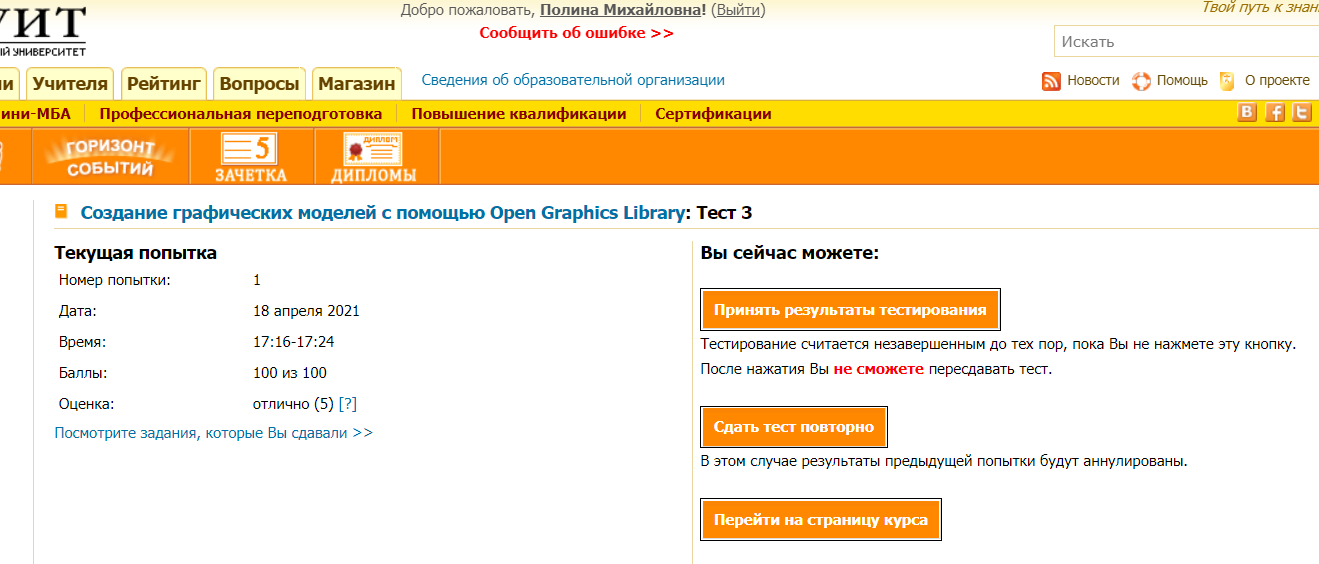 Добро пожаловать, Полина Михайловна! (Выйти)
Твой путь к знан
УИТ
ЫЙ УНИВЕРСИТЕТ
Сообщить об ошибке >>
Искать
Учителя Рейтинг Вопросы Магазин Сведения об образовательной организации Новости Помощь О проекте
ини-МБА Профессиональная переподготовка Повышение квалификации Сертификации
ГОРИЗОНТ СОБЫТИЙ
5
ЗАЧЕТКА
ДИПЛОМ
ДИПЛОМЫ
Создание графических моделей с помощью Open Graphics Library: Тест 3
Текущая попытка
Номер попытки: 1
Дата: 18 апреля 2021
Время: 17:16-17:24
Баллы: 100 из 100
Оценка: отлично (5) [?]
Посмотрите задания, которые Вы сдавали >>
Вы сейчас можете:
Принять результаты тестирования
Тестирование считается незавершенным до тех пор, пока Вы не нажмете эту кнопку.
После нажатия Вы не сможете пересдавать тест.
Сдать тест повторно
В этом случае результаты предыдущей попытки будут аннулированы.
Перейти на страницу курса